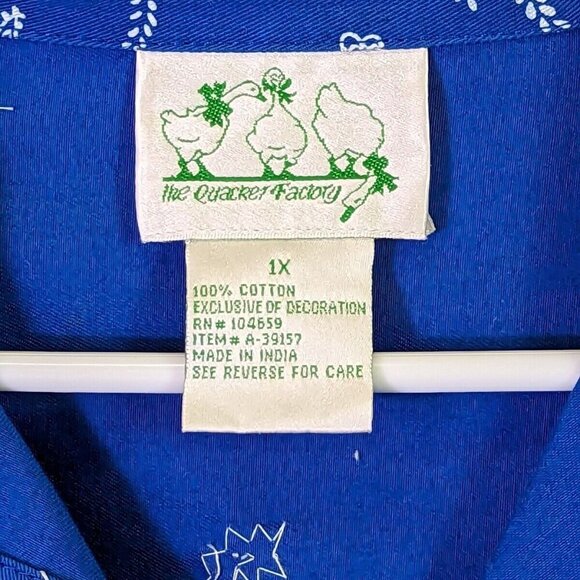 the Quacker Factory
1X
100% COTTON
EXCLUSIVE OF DECORATION
RN# 104659
ITEM# A-39157
MADE IN INDIA
SEE REVERSE FOR CARE